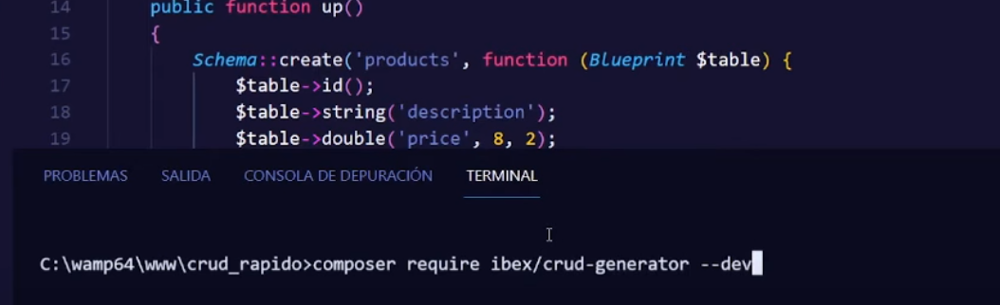 14 public function up()
15 {
16 Schema::create('products', function (Blueprint $table) {
17 $table->id();
18 $table->string('description');
19 $table->double('price', 8, 2);
PROBLEMAS SALIDA CONSOLA DE DEPURACIÓN TERMINAL
C:\wamp64\www\crud_rapido>composer require ibex/crud-generator --dev